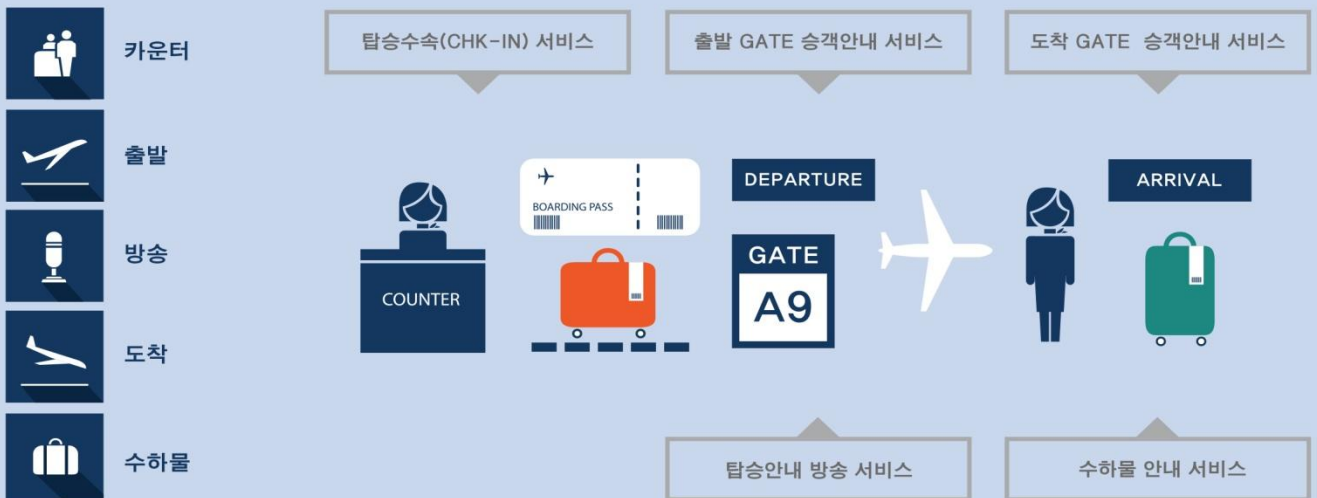 카운터
출발
방송
도착
수하물
탑승수속(CHK-IN) 서비스
출발 GATE 승객안내 서비스
도착 GATE 승객안내 서비스
BOARDING PASS
DEPARTURE
ARRIVAL
COUNTER
GATE
A9
탑승안내 방송 서비스
수하물 안내 서비스